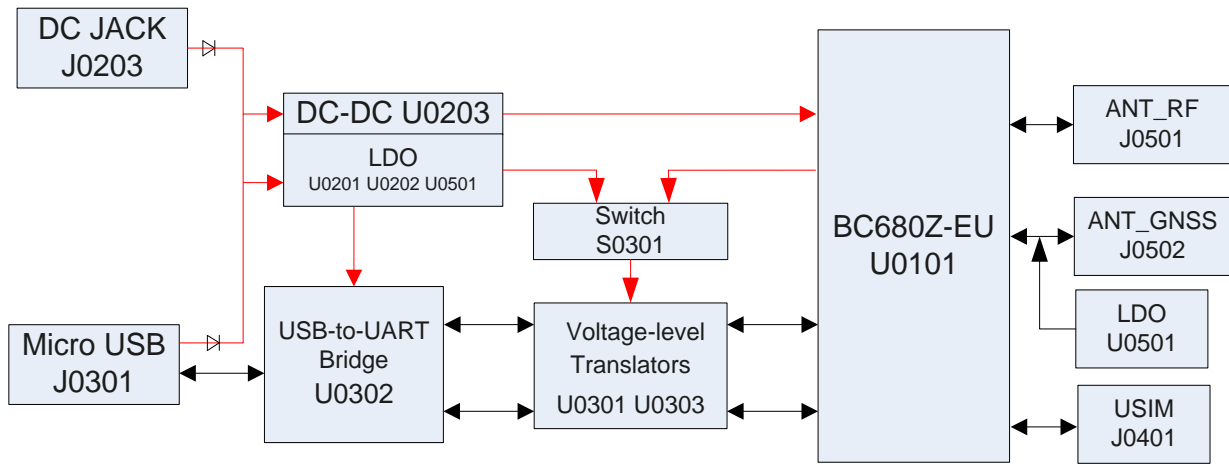 DC JACK
J0203
DC-DC U0203
LDO
U0201 U0202 U0501
Switch
S0301
Micro USB
J0301
USB-to-UART
Bridge
U0302
Voltage-level
Translators
U0301 U0303
BC680Z-EU
U0101
ANT_RF
J0501
ANT_GNSS
J0502
LDO
U0501
USIM
J0401